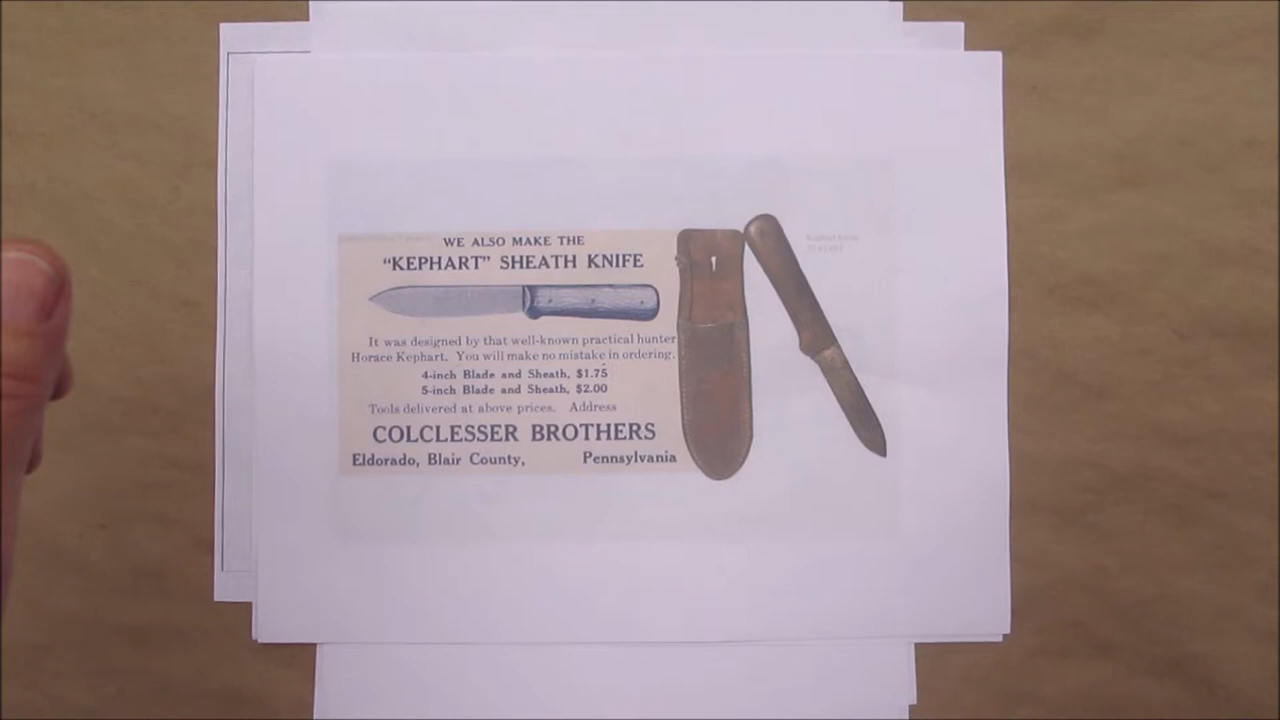 WE ALSO MAKE THE
"KEPHART" SHEATH KNIFE
It was designed by that well-known practical hunter
Horace Kephart. You will make no mistake in ordering.
4-inch Blade and Sheath, $1.75
5-inch Blade and Sheath, $2.00
Tools delivered at above prices. Address
COLCLESSER BROTHERS
Eldorado, Blair County, Pennsylvania